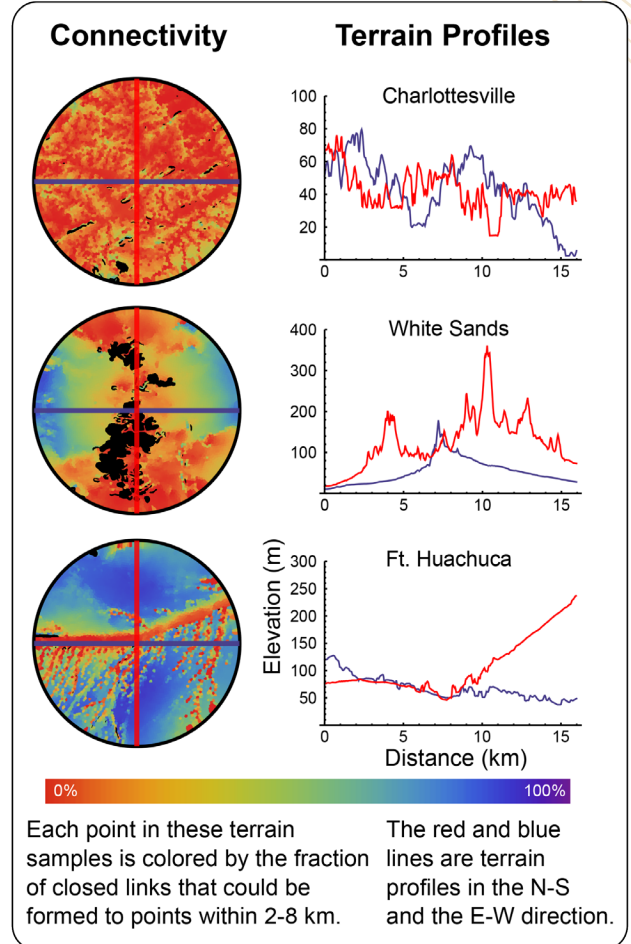 Connectivity
Terrain Profiles
Charlottesville
100
80
60
40
20
0 5 10 15
White Sands
400
300
200
100
0 5 10 15
Ft. Huachuca
300
250
200
150
100
50
0 5 10 15
Elevation (m)
Distance (km)
0% 100%
Each point in these terrain
samples is colored by the fraction
of closed links that could be
formed to points within 2-8 km.
The red and blue
lines are terrain
profiles in the N-S
and the E-W direction.